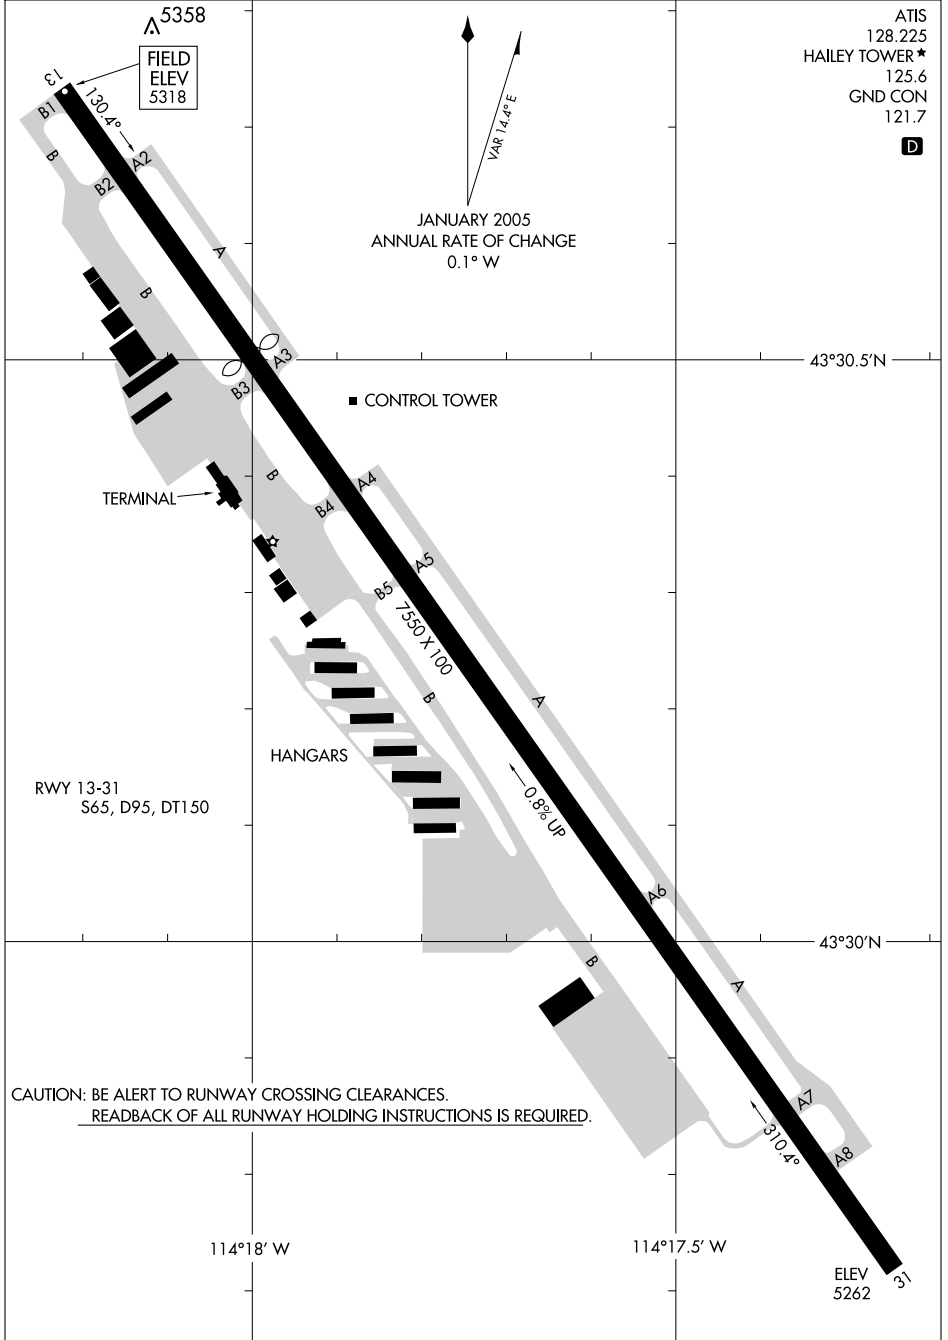 5358
ATIS
128.225
HAILEY TOWER★
125.6
GND CON
121.7
D
FIELD
ELEV
5318
13
130.4°
VAR 14.4° E
JANUARY 2005
ANNUAL RATE OF CHANGE
0.1° W
B1
B
B2
A2
A
B
43°30.5'N
A3
B3
CONTROL TOWER
B
A4
TERMINAL
B4
A5
B5
7550 X 100
B
A
HANGARS
RWY 13-31
S65, D95, DT150
0.8% UP
A6
43°30'N
B
A
CAUTION: BE ALERT TO RUNWAY CROSSING CLEARANCES.
READBACK OF ALL RUNWAY HOLDING INSTRUCTIONS IS REQUIRED.
A7
310.4°
A8
114°18' W
114°17.5' W
ELEV
5262
31